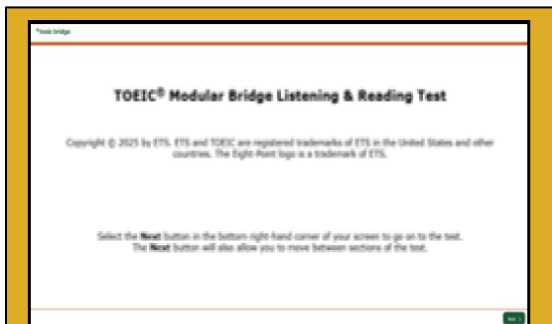 toeic bridge
TOEIC® Modular Bridge Listening & Reading Test
Copyright © 2025 by ETS. ETS and TOEIC are registered trademarks of ETS in the United States and other
countries. The Eight-Point logo is a trademark of ETS.
Select the Next button in the bottom right-hand corner of your screen to go on to the test.
The Next button will also allow you to move between sections of the test.
Next